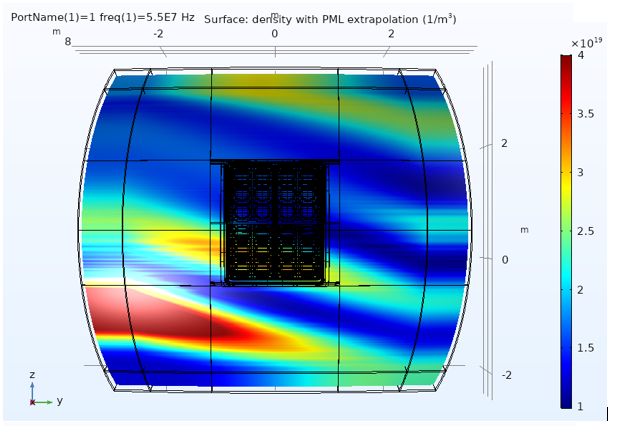 PortName(1)=1 freq(1)=5.5E7 Hz Surface: density with PML extrapolation (1/m³)
m
m 8 -2 0 2
×10¹⁹
4
3.5
3
2.5
2
1.5
1
2
m
0
-2
z
y